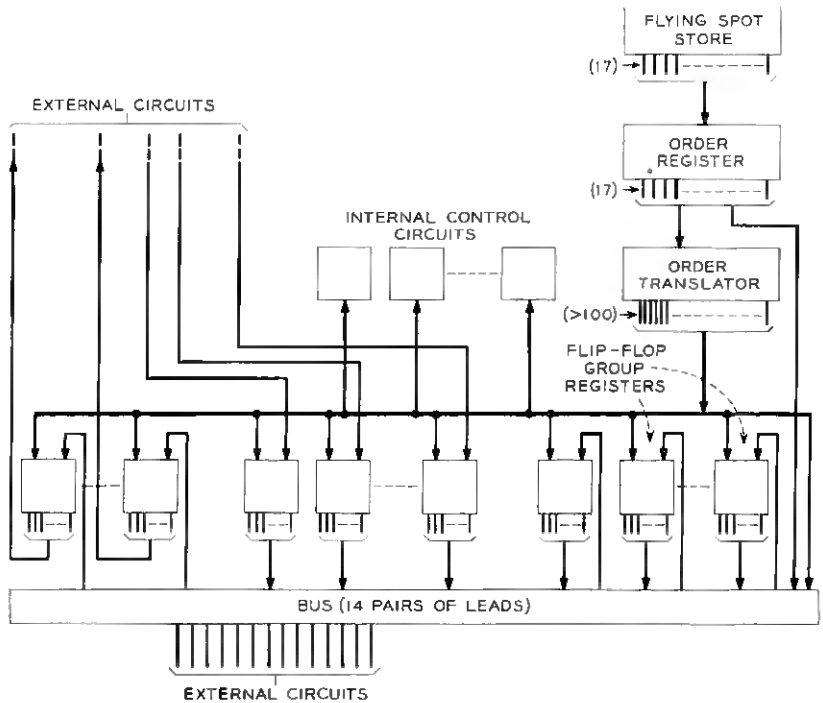 FLYING SPOT
STORE
(17)
EXTERNAL CIRCUITS
ORDER
REGISTER
(17)
INTERNAL CONTROL
CIRCUITS
ORDER
TRANSLATOR
(>100)
FLIP-FLOP
GROUP
REGISTERS
BUS (14 PAIRS OF LEADS)
EXTERNAL CIRCUITS